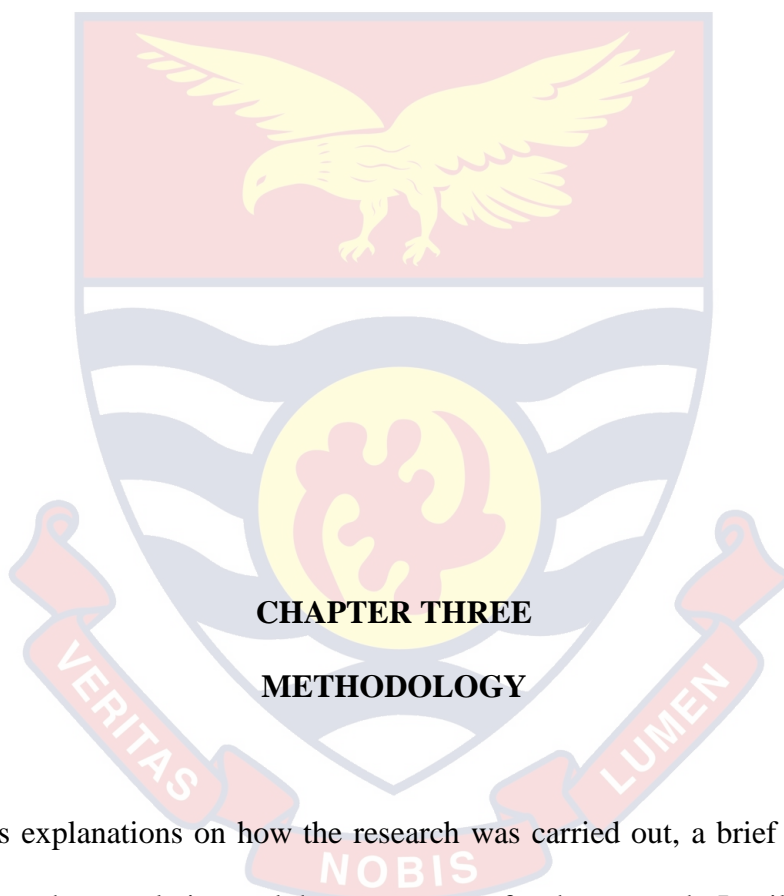 CHAPTER THREE
METHODOLOGY
VERITAS
NOBIS
LUMEN
explanations on how the research was carried out, a brief